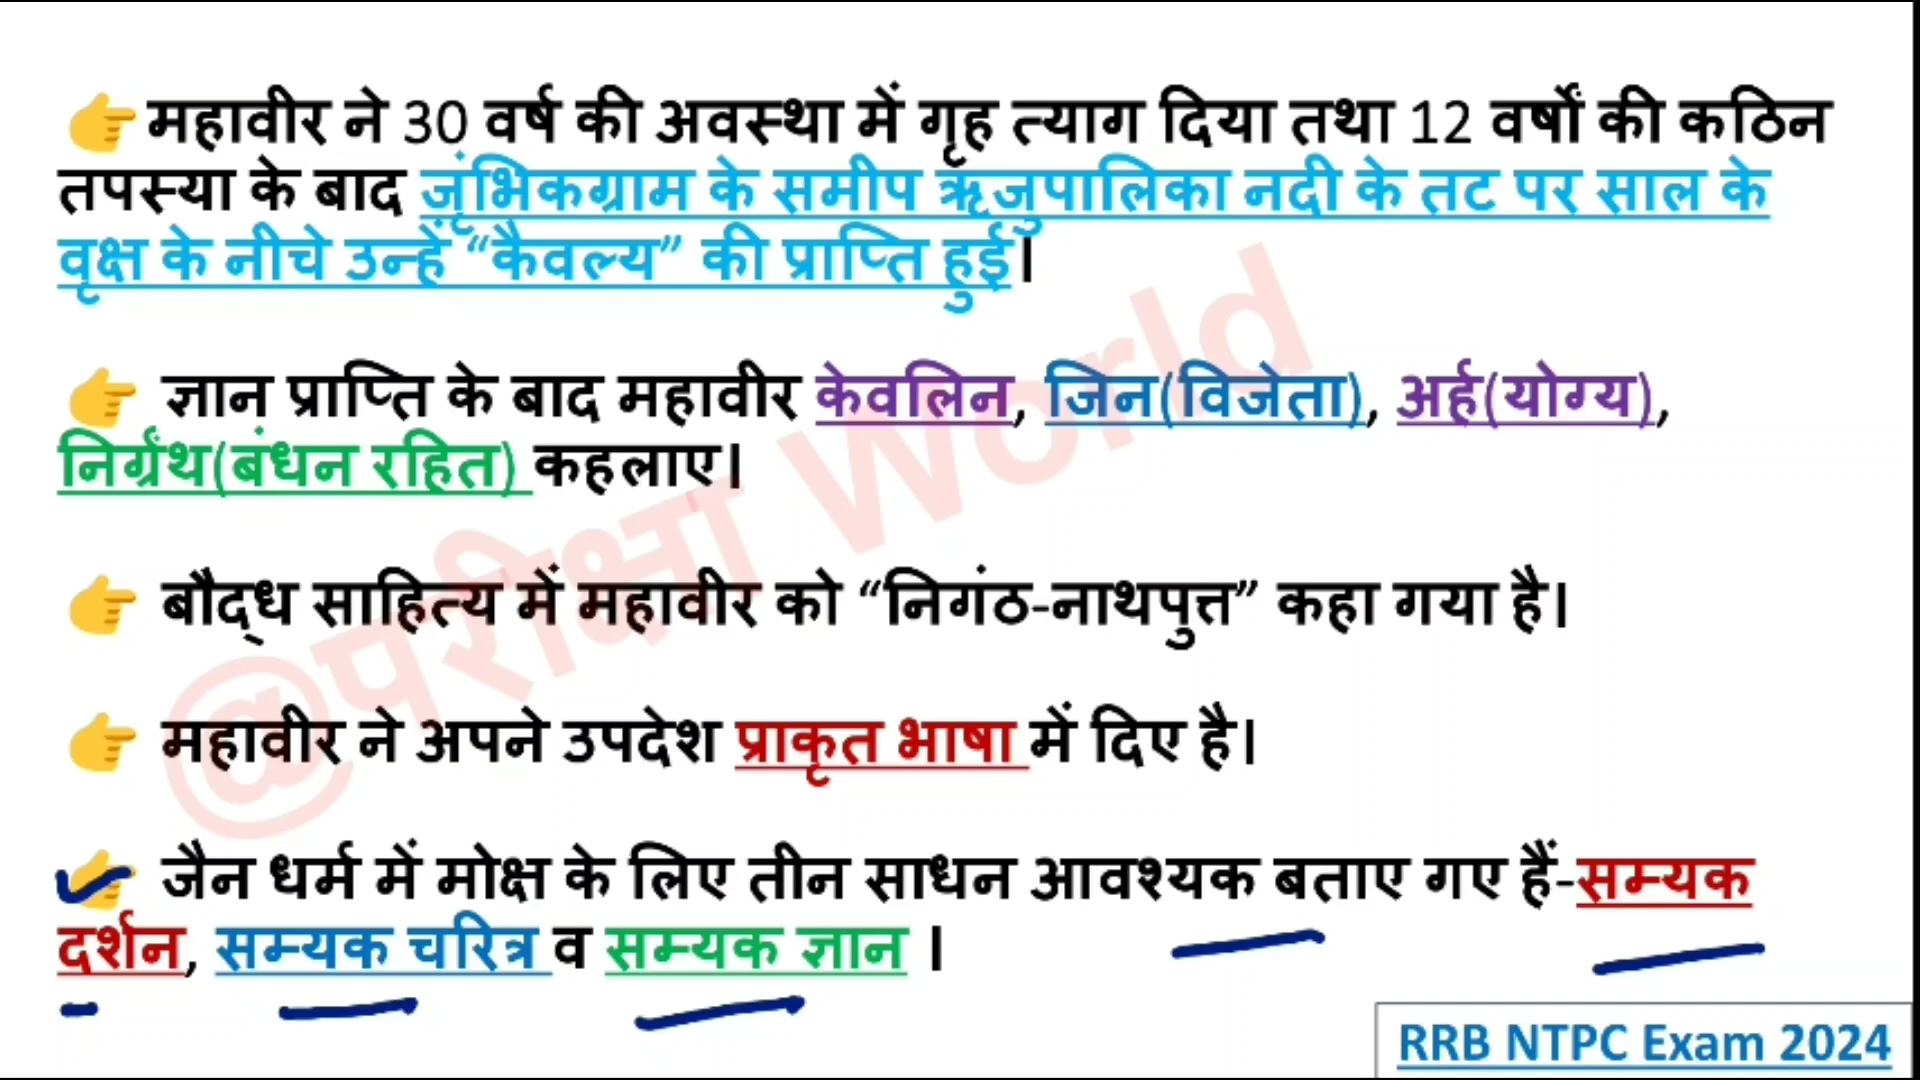 👉 महावीर ने 30 वर्ष की अवस्था में गृह त्याग दिया तथा 12 वर्षों की कठिन
तपस्या के बाद जृंभिकग्राम के समीप ऋजुपालिका नदी के तट पर साल के
वृक्ष के नीचे उन्हें “कैवल्य” की प्राप्ति हुई।
👉 ज्ञान प्राप्ति के बाद महावीर केवलिन, जिन(विजेता), अर्ह(योग्य),
निर्ग्रंथ(बंधन रहित) कहलाए।
👉 बौद्ध साहित्य में महावीर को “निगंठ-नाथपुत्त” कहा गया है।
👉 महावीर ने अपने उपदेश प्राकृत भाषा में दिए है।
👉 जैन धर्म में मोक्ष के लिए तीन साधन आवश्यक बताए गए हैं-सम्यक
दर्शन, सम्यक चरित्र व सम्यक ज्ञान ।
@परीक्षा World
RRB NTPC Exam 2024